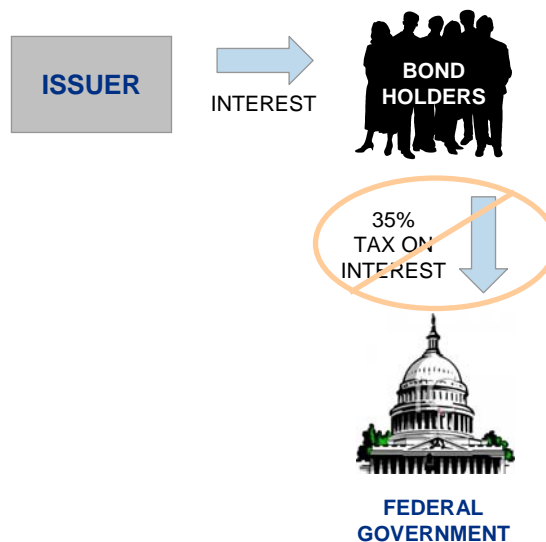 ISSUER
INTEREST
BOND
HOLDERS
35%
TAX ON
INTEREST
FEDERAL
GOVERNMENT